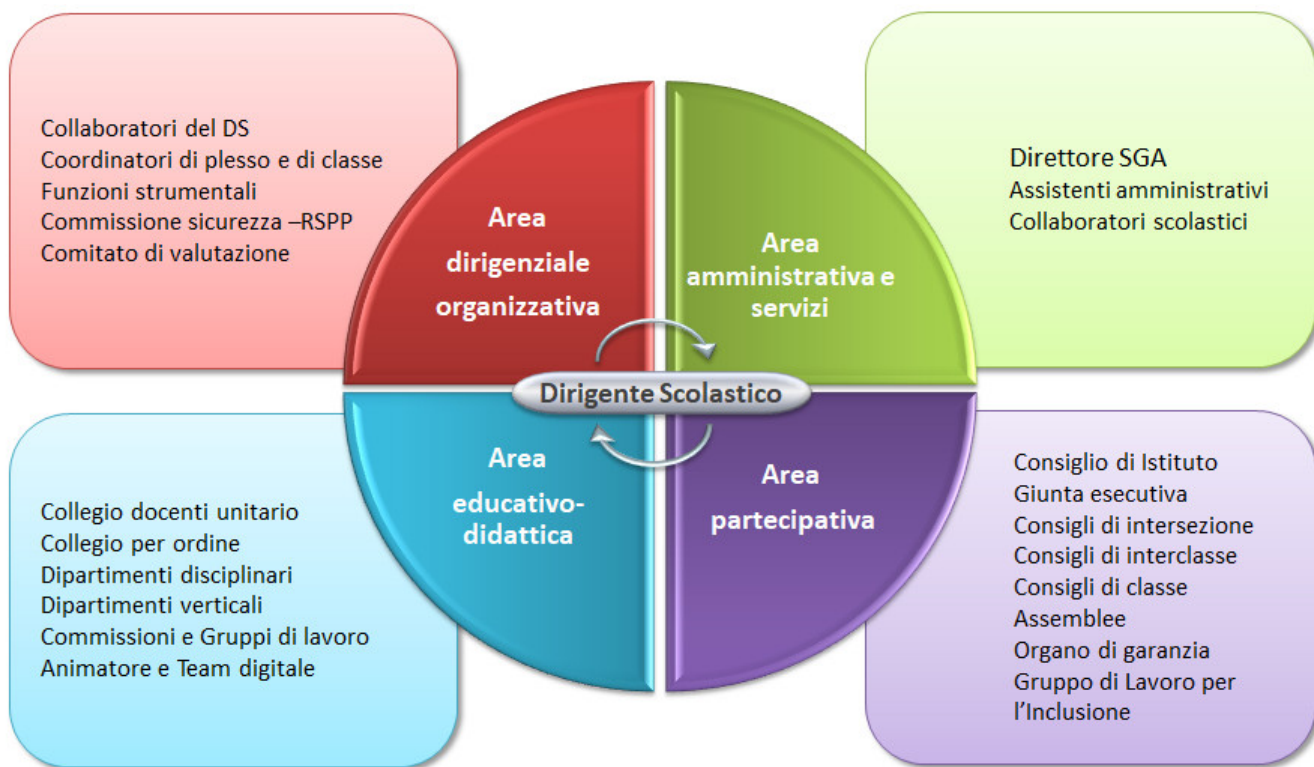 Collaboratori del DS
Coordinatori di plesso e di classe
Funzioni strumentali
Commissione sicurezza –RSPP
Comitato di valutazione
Area
dirigenziale
organizzativa
Area
amministrativa e
servizi
Direttore SGA
Assistenti amministrativi
Collaboratori scolastici
Dirigente Scolastico
Collegio docenti unitario
Collegio per ordine
Dipartimenti disciplinari
Dipartimenti verticali
Commissioni e Gruppi di lavoro
Animatore e Team digitale
Area
educativo-
didattica
Area
partecipativa
Consiglio di Istituto
Giunta esecutiva
Consigli di intersezione
Consigli di interclasse
Consigli di classe
Assemblee
Organo di garanzia
Gruppo di Lavoro per
l’Inclusione